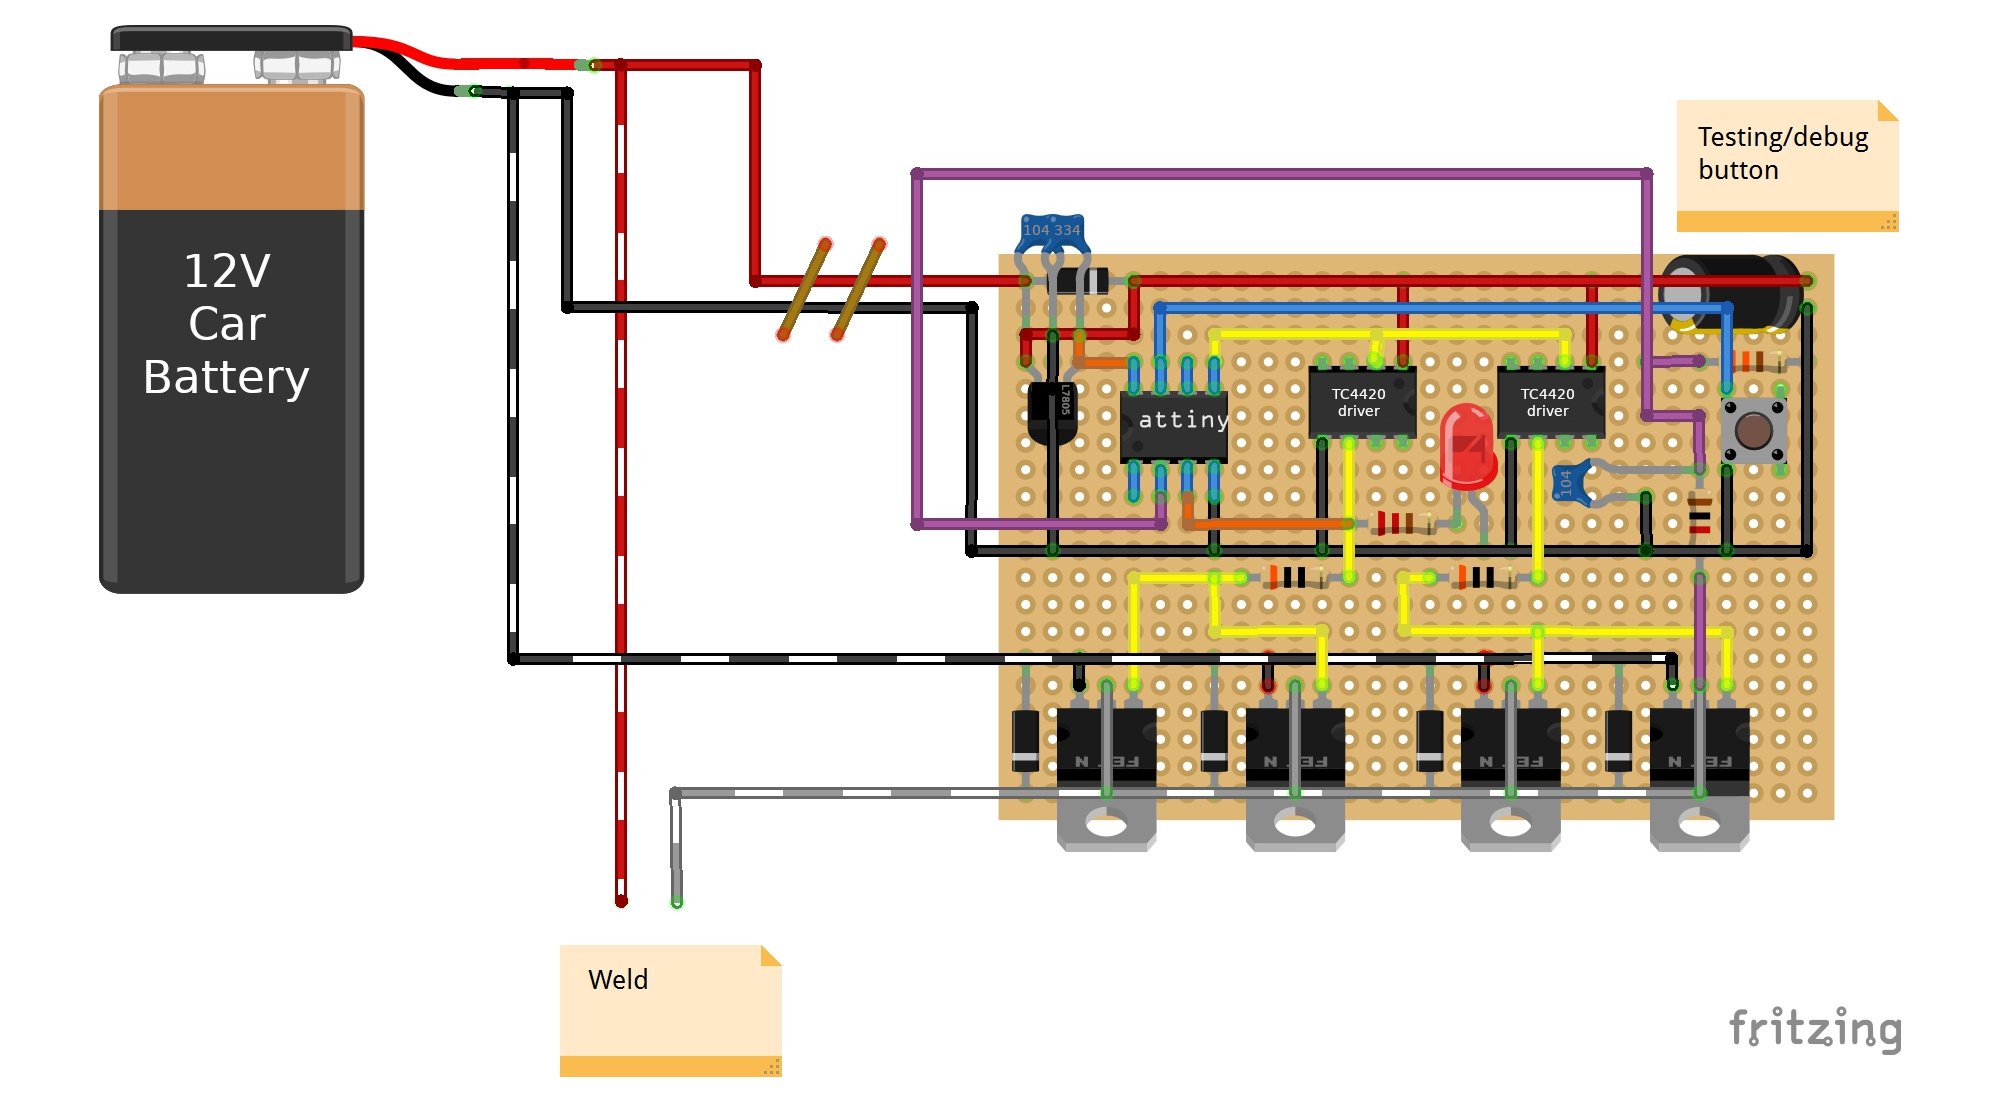 12V
Car
Battery
Testing/debug
button
104 334
L7805
attiny
TC4420
driver
TC4420
driver
104
FET N
FET N
FET N
FET N
Weld
fritzing